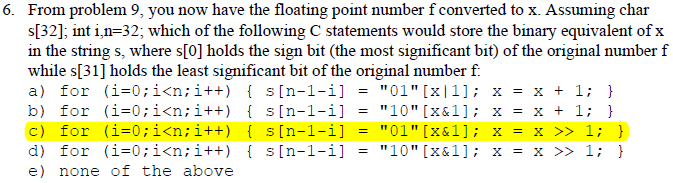 6. From problem 9, you now have the floating point number f converted to x. Assuming char
s[32]; int i,n=32; which of the following C statements would store the binary equivalent of x
in the string s, where s[0] holds the sign bit (the most significant bit) of the original number f
while s[31] holds the least significant bit of the original number f:
a) for (i=0;i<n;i++) { s[n-1-i] = "01"[x|1]; x = x + 1; }
b) for (i=0;i<n;i++) { s[n-1-i] = "10"[x&1]; x = x + 1; }
c) for (i=0;i<n;i++) { s[n-1-i] = "01"[x&1]; x = x >> 1; }
d) for (i=0;i<n;i++) { s[n-1-i] = "10"[x&1]; x = x >> 1; }
e) none of the above